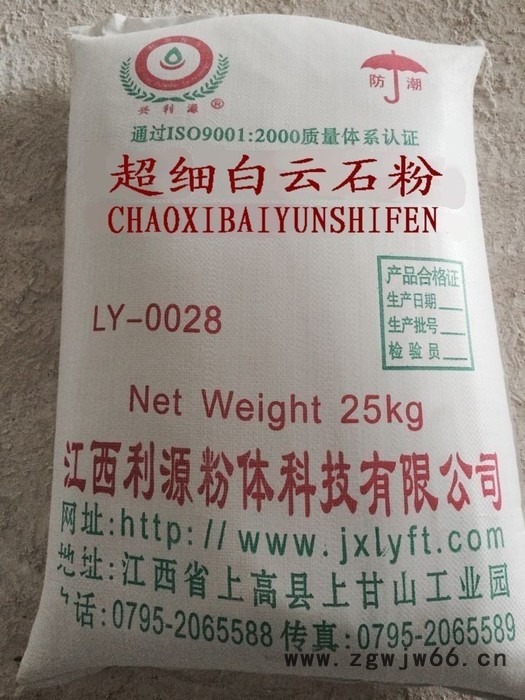 兴利源®
防潮
通过ISO9001:2000质量体系认证
超细白云石粉
CHAOXIBAIYUNSHIFEN
产品合格证
生产日期
生产批号
检验员
LY-0028
Net Weight 25kg
江西利源粉体科技有限公司
网址:http://www.jxlyft.com
地址:江西省上高县上甘山工业园
电话:0795-2065588 传真:0795-2065589
www.zgwjw66.cn